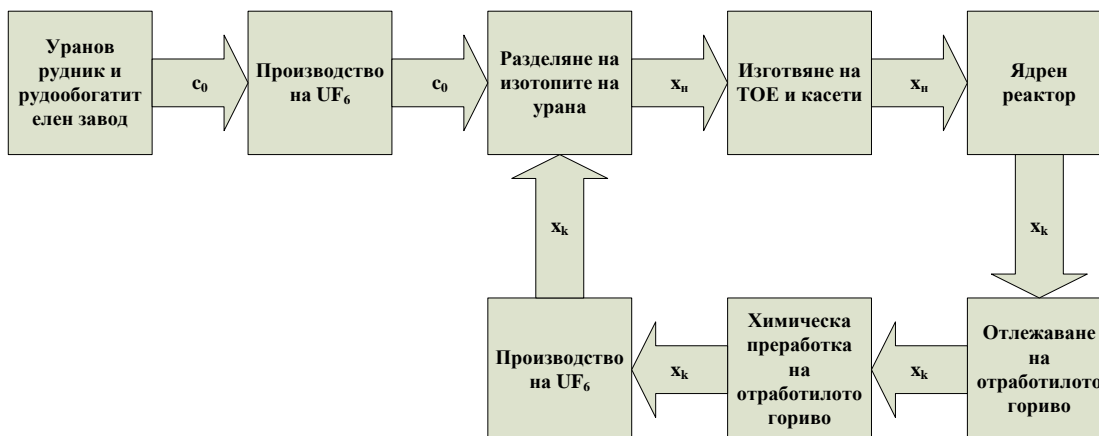 Уранов
рудник и
рудообогатит
елен завод
c₀
Производство
на UF₆
c₀
Разделяне на
изотопите на
урана
xн
Изготвяне на
ТОЕ и касети
xн
Ядрен
реактор
xk
xk
Производство
на UF₆
xk
Химическа
преработка
на
отработилото
гориво
xk
Отлежаване
на
отработилото
гориво